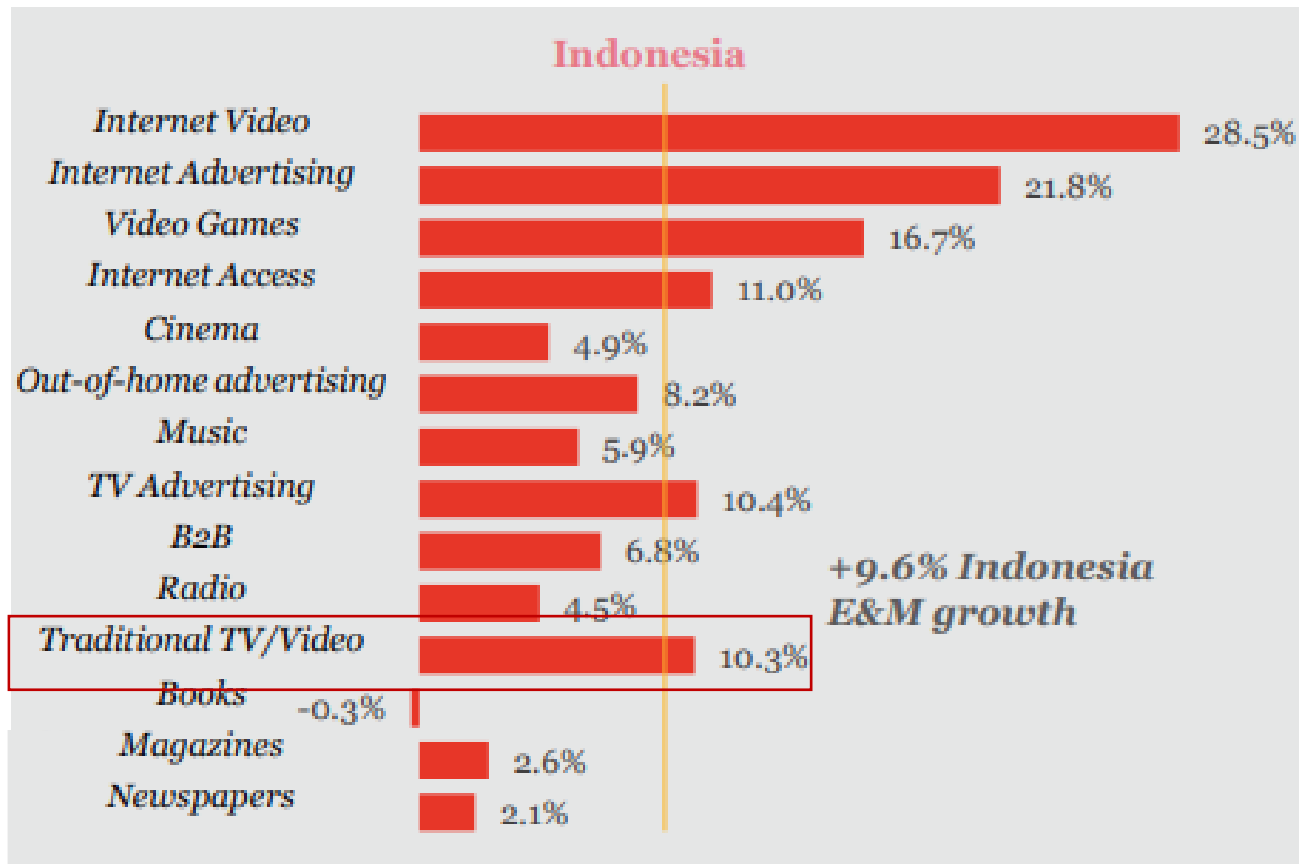 Indonesia
Internet Video 28.5%
Internet Advertising 21.8%
Video Games 16.7%
Internet Access 11.0%
Cinema 4.9%
Out-of-home advertising 8.2%
Music 5.9%
TV Advertising 10.4%
B2B 6.8%
Radio 4.5%
+9.6% Indonesia
E&M growth
Traditional TV/Video 10.3%
Books -0.3%
Magazines 2.6%
Newspapers 2.1%